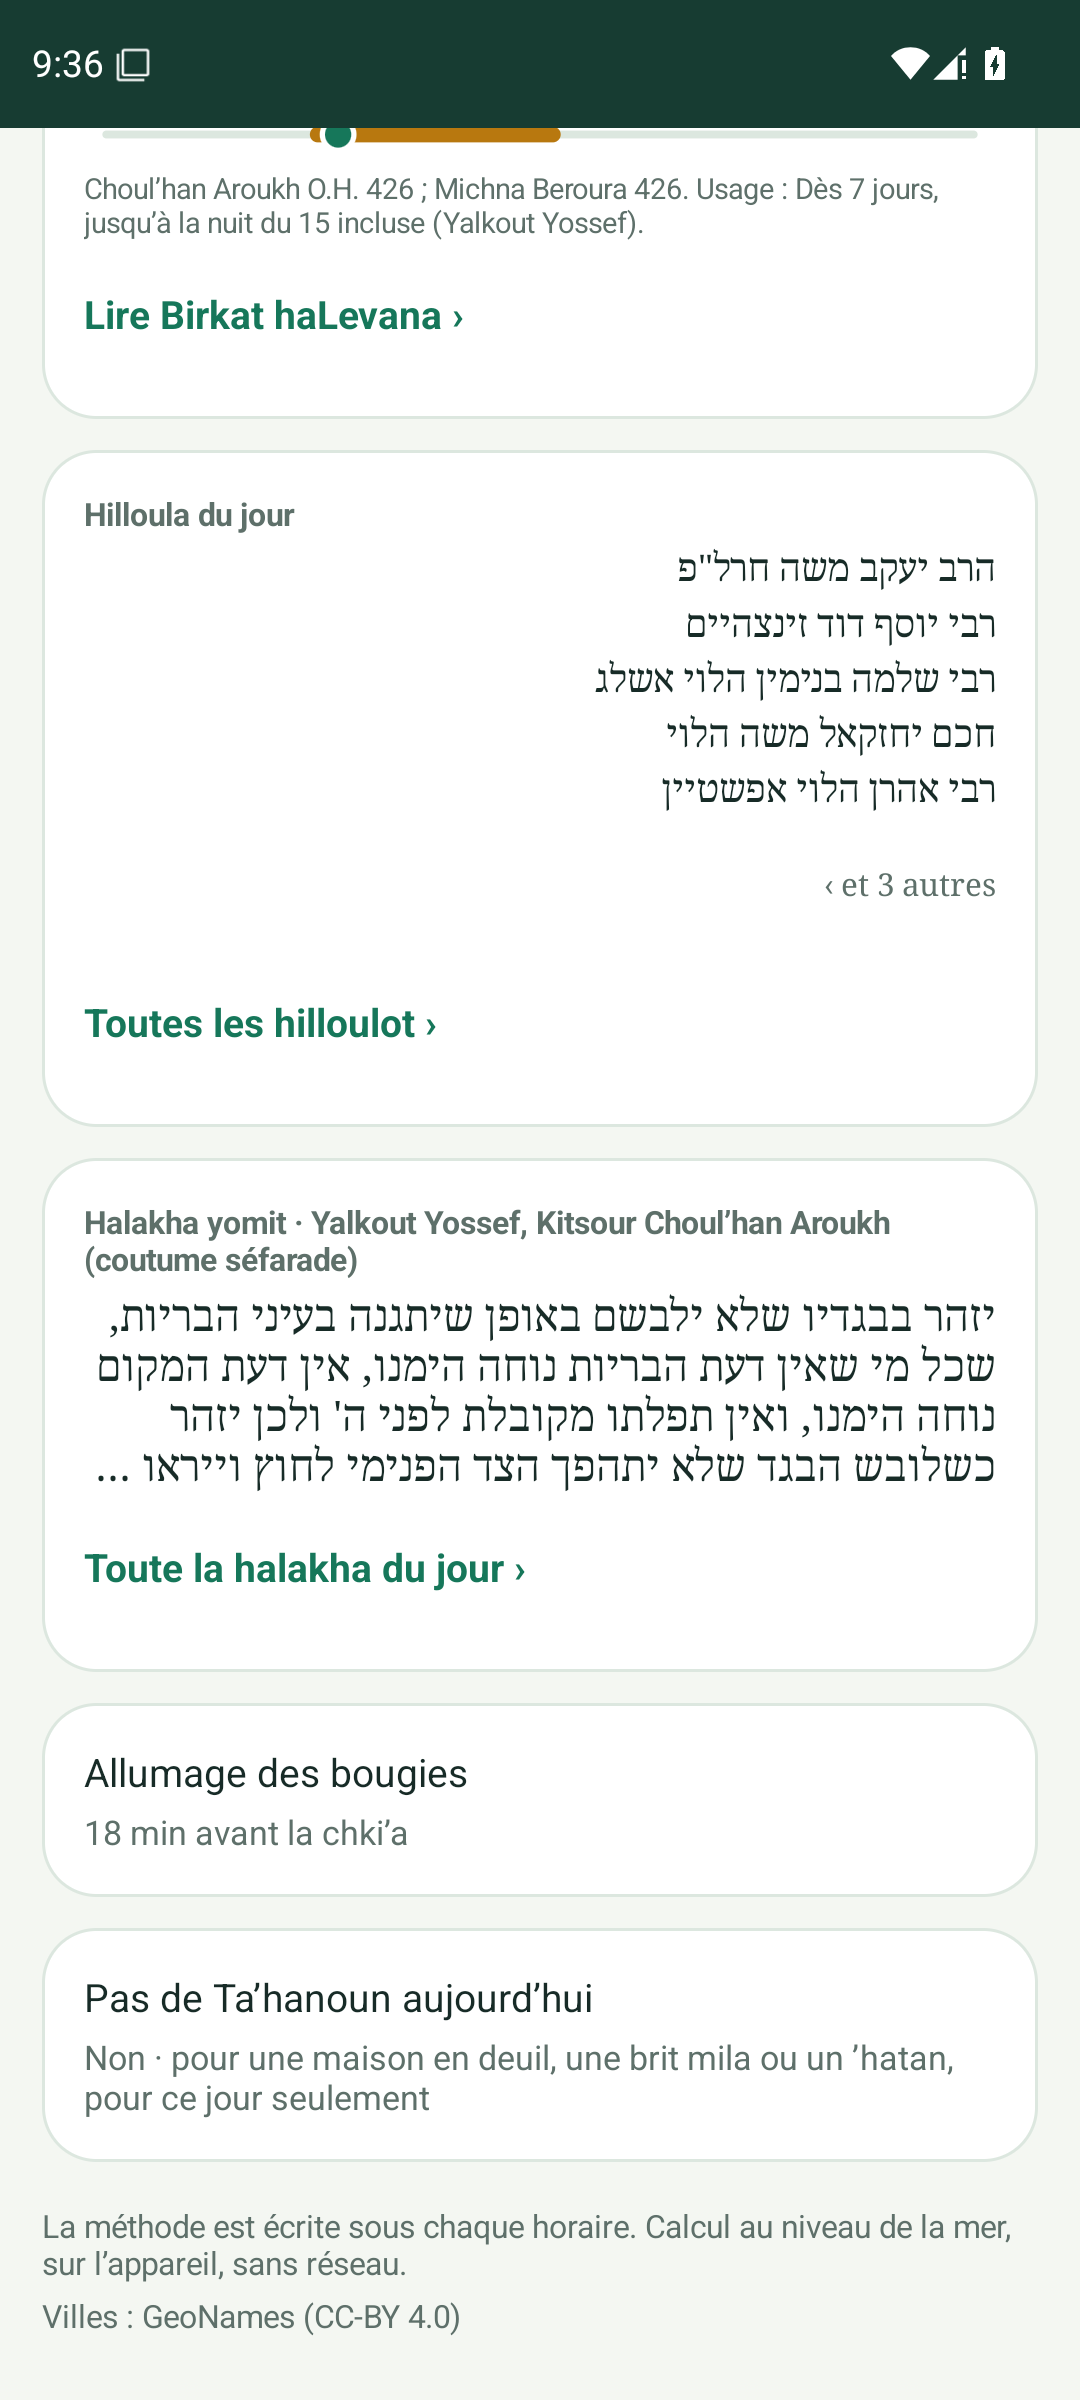 9:36
Choul’han Aroukh O.H. 426 ; Michna Beroura 426. Usage : Dès 7 jours,
jusqu’à la nuit du 15 incluse (Yalkout Yossef).
Lire Birkat haLevana ›
Hilloula du jour
הרב יעקב משה חרל"פ
רבי יוסף דוד זינצהיים
רבי שלמה בנימין הלוי אשלג
חכם יחזקאל משה הלוי
רבי אהרן הלוי אפשטיין
‹ et 3 autres
Toutes les hilloulot ›
Halakha yomit · Yalkout Yossef, Kitsour Choul’han Aroukh
(coutume séfarade)
יזהר בבגדיו שלא ילבשם באופן שיתגנה בעיני הבריות,
שכל מי שאין דעת הבריות נוחה הימנו, אין דעת המקום
נוחה הימנו, ואין תפלתו מקובלת לפני ה' ולכן יזהר
כשלובש הבגד שלא יתהפך הצד הפנימי לחוץ וייראו ...
Toute la halakha du jour ›
Allumage des bougies
18 min avant la chki’a
Pas de Ta’hanoun aujourd’hui
Non · pour une maison en deuil, une brit mila ou un ’hatan,
pour ce jour seulement
La méthode est écrite sous chaque horaire. Calcul au niveau de la mer,
sur l’appareil, sans réseau.
Villes : GeoNames (CC-BY 4.0)